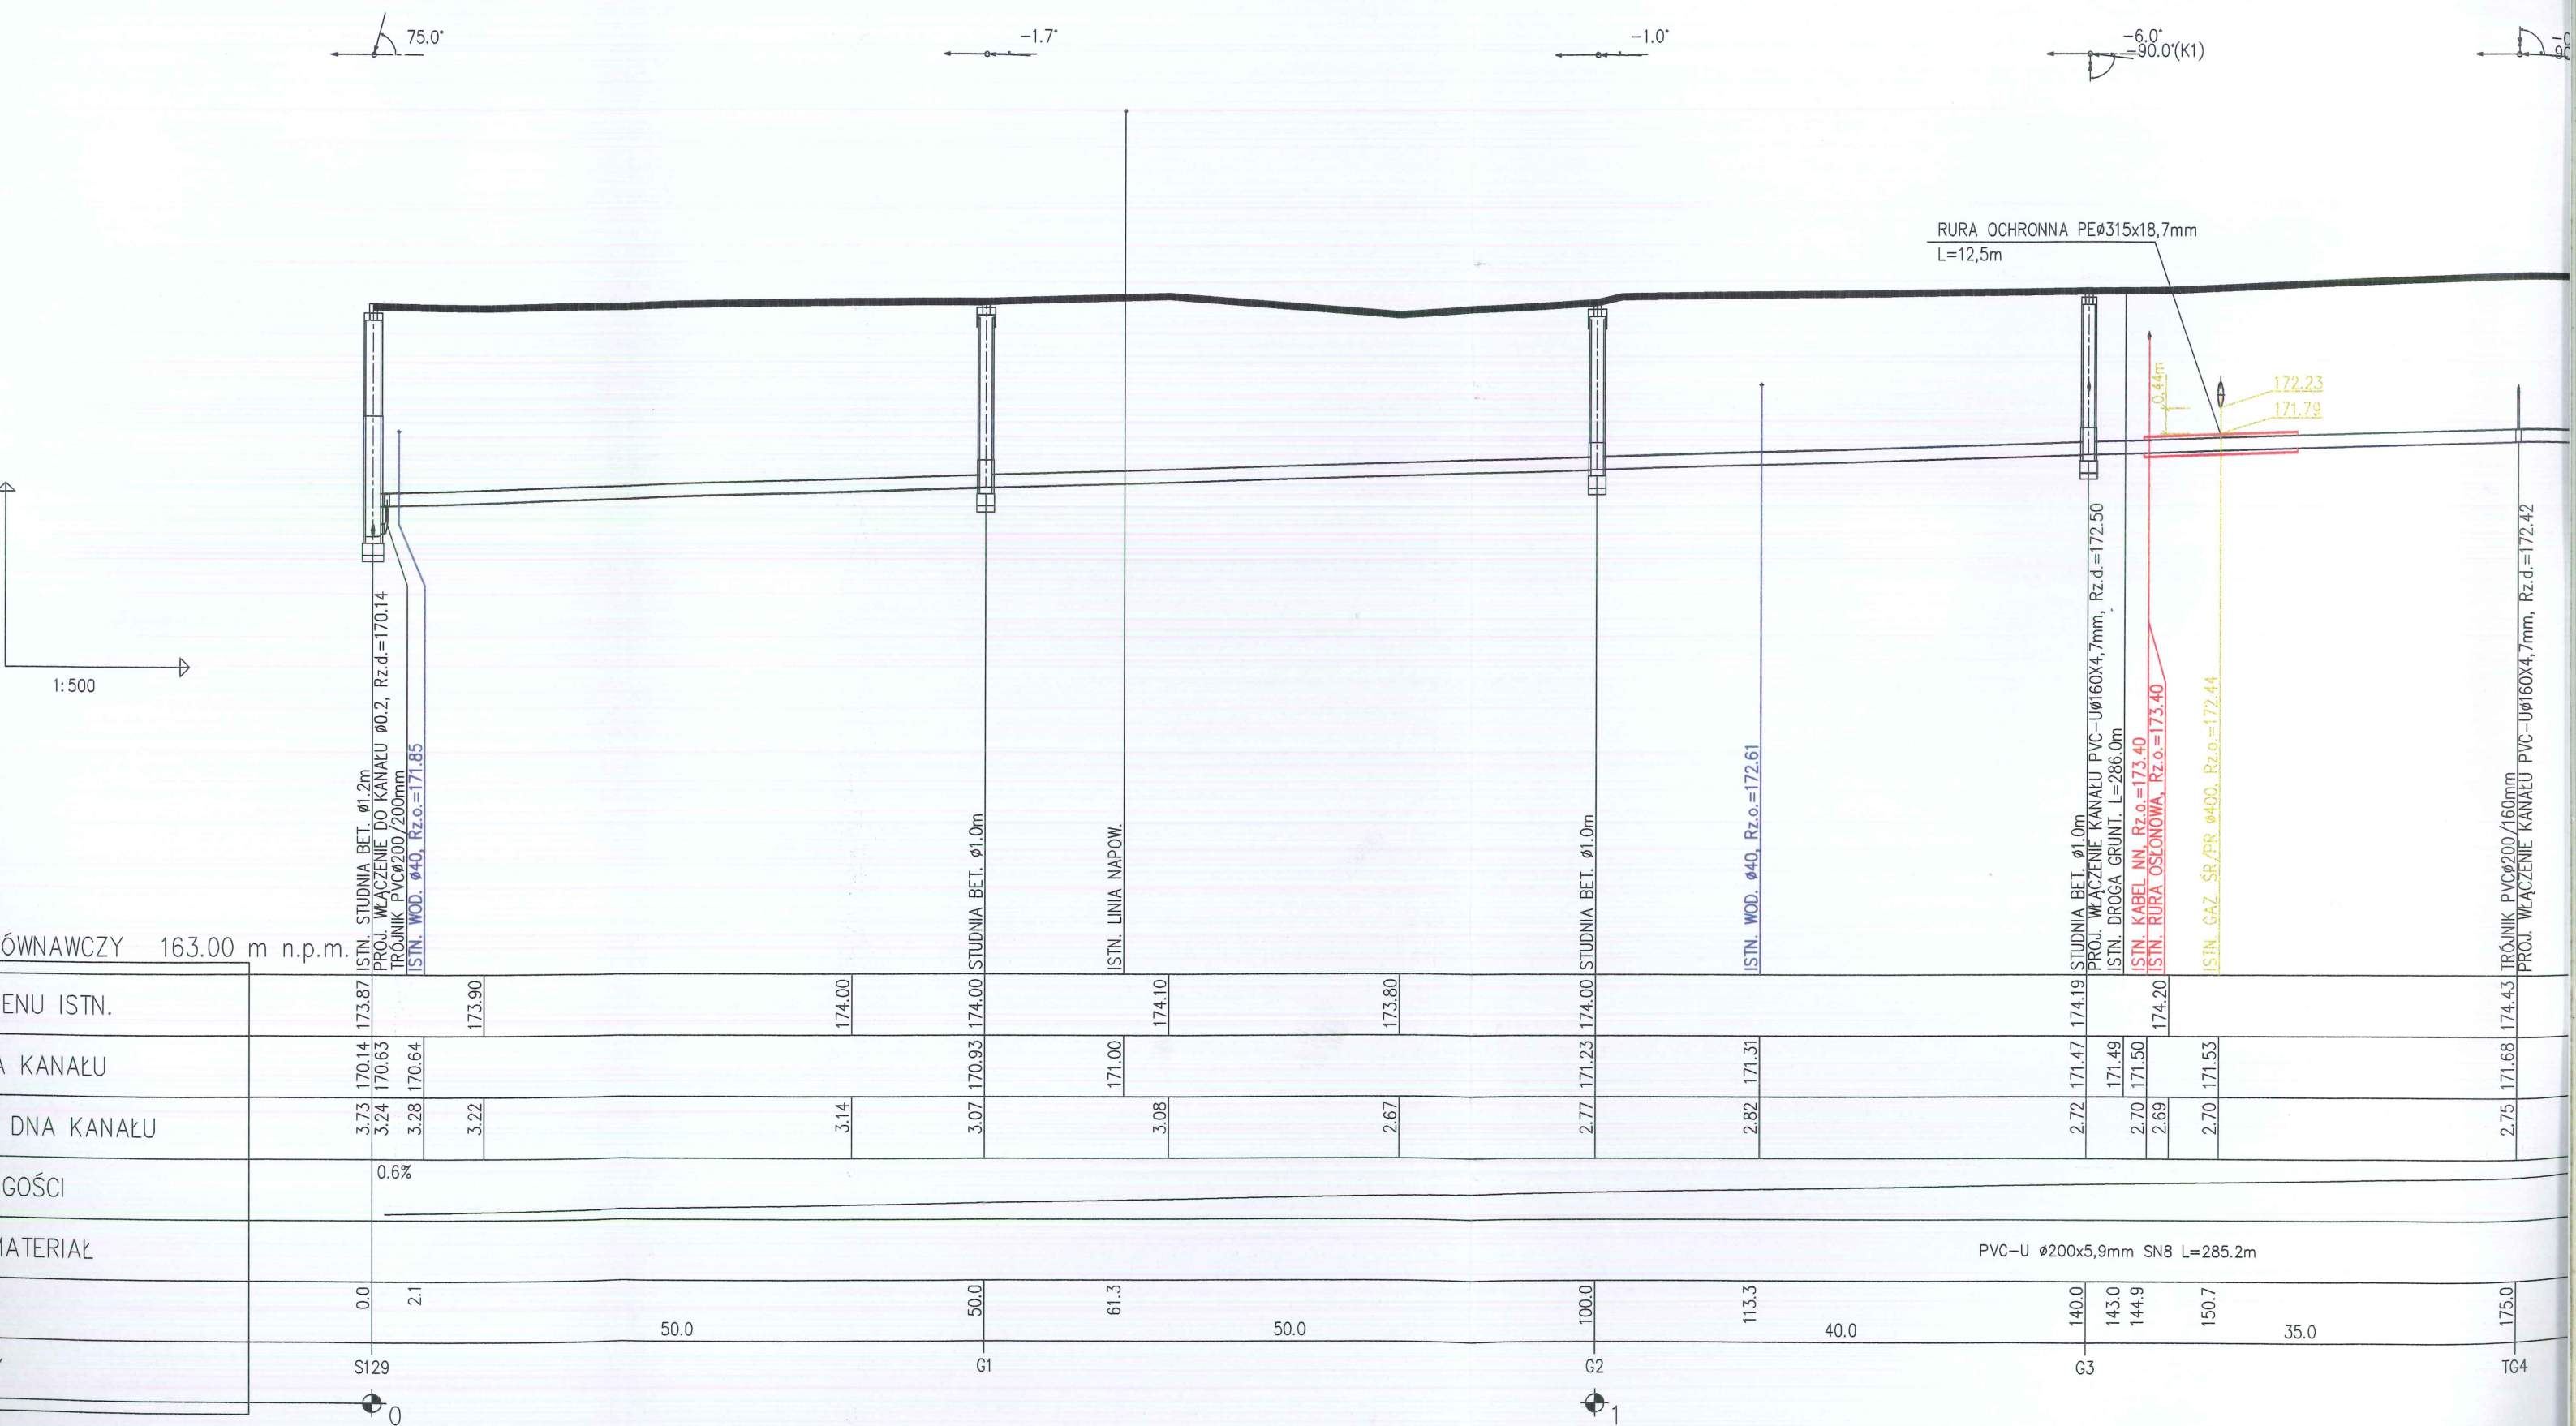 75.0°
-1.7°
-1.0°
-6.0°
-90.0°(K1)
RURA OCHRONNA PEø315x18,7mm
L=12,5m
0,44m
172.23
171.79
1:500
ISTN. STUDNIA BET. ø1.2m
PROJ. WŁĄCZENIE DO KANAŁU ø0.2, Rz.d.=170.14
TRÓJNIK PVCø200/200mm
ISTN. WOD. ø40, Rz.o.=171.85
STUDNIA BET. ø1.0m
ISTN. LINIA NAPOW.
STUDNIA BET. ø1.0m
ISTN. WOD. ø40, Rz.o.=172.61
STUDNIA BET. ø1.0m
PROJ. WŁĄCZENIE KANAŁU PVC-Uø160X4,7mm, Rz.d.=172.50
ISTN. DROGA GRUNT. L=286.0m
ISTN. KABEL NN, Rz.o.=173.40
ISTN. RURA OSŁONOWA, Rz.o.=173.40
ISTN. GAZ. ŚR/PR ø400, Rz.o.=172.44
TRÓJNIK PVCø200/160mm
PROJ. WŁĄCZENIE KANAŁU PVC-Uø160X4,7mm, Rz.d.=172.42
ÓWNAWCZY 163.00 m n.p.m.
ENU ISTN. 173.87 173.90 174.00 174.00 174.10 173.80 174.00 174.19 174.20 174.43
A KANAŁU 170.14 170.63 170.64 170.93 171.00 171.23 171.31 171.47 171.49 171.50 171.53 171.68
DNA KANAŁU 3.73 3.24 3.28 3.22 3.14 3.07 3.08 2.67 2.77 2.82 2.72 2.70 2.69 2.70 2.75
GOŚCI 0.6%
MATERIAŁ PVC-U ø200x5,9mm SN8 L=285.2m
0.0 2.1 50.0 61.3 100.0 113.3 140.0 143.0 144.9 150.7 175.0
50.0 50.0 40.0 35.0
S129 G1 G2 G3 TG4
0 1